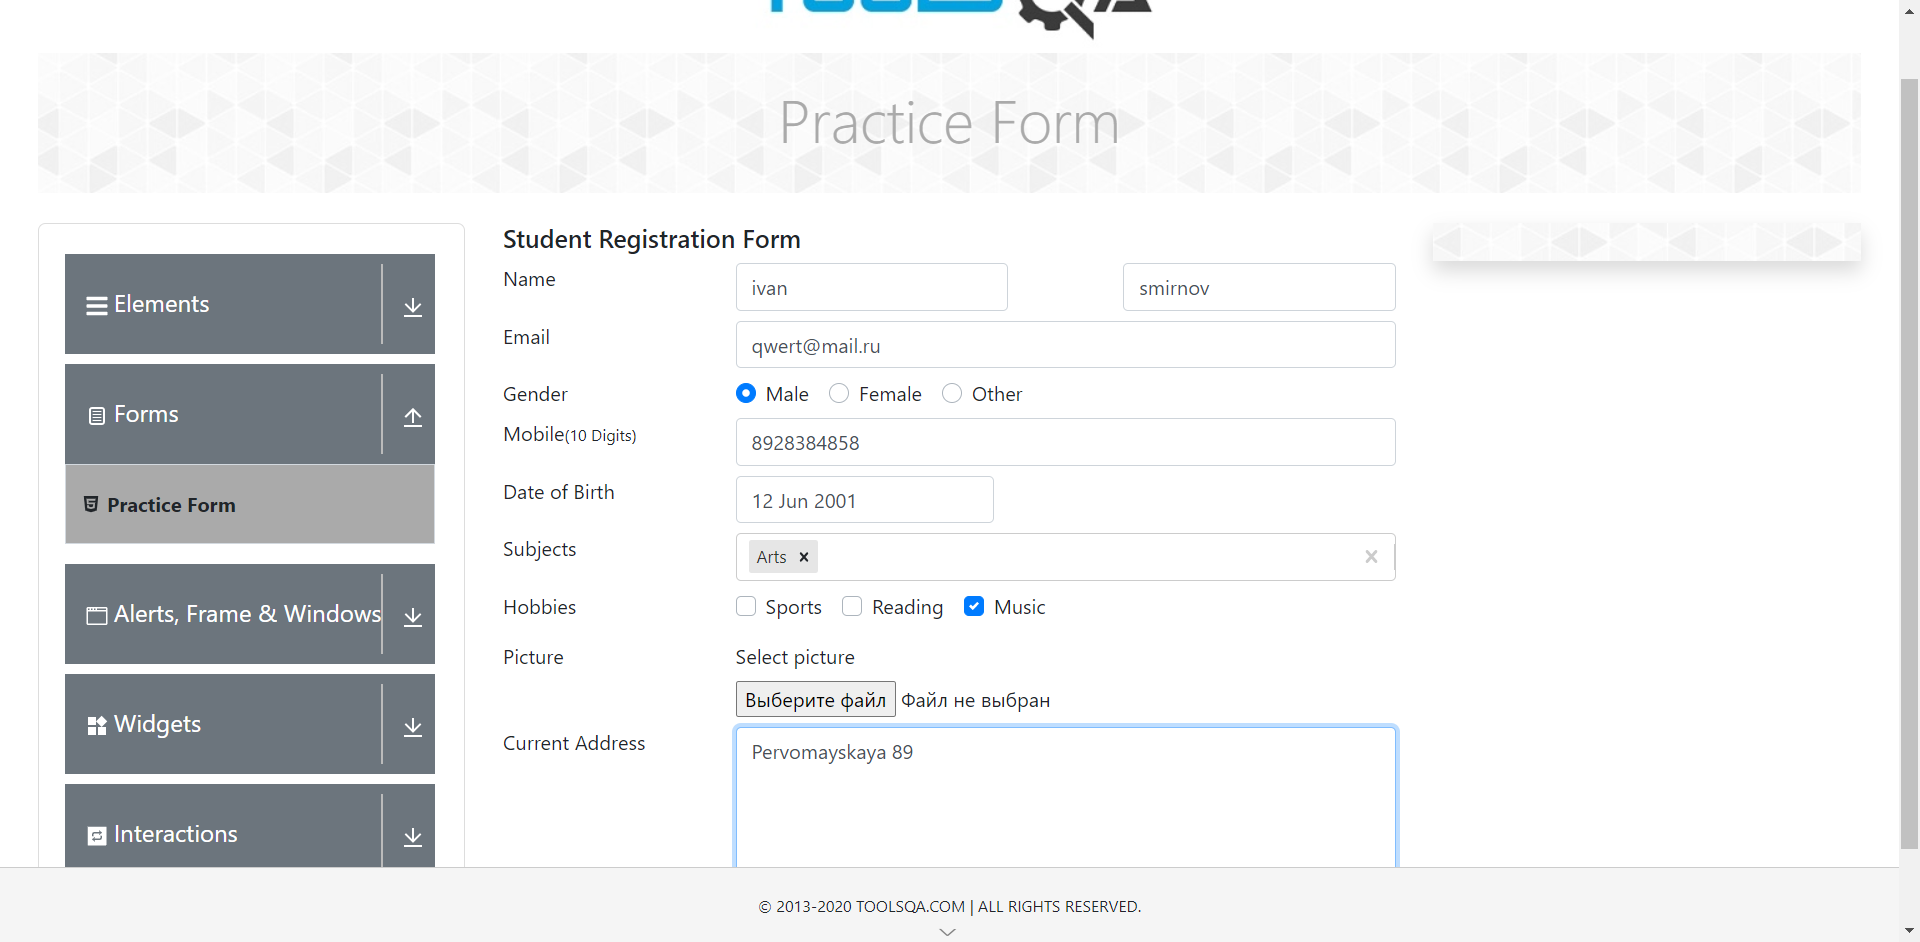 TOOLSQA
Practice Form
Elements
Forms
Practice Form
Alerts, Frame & Windows
Widgets
Interactions
Student Registration Form
Name ivan smirnov
Email qwert@mail.ru
Gender Male Female Other
Mobile(10 Digits) 8928384858
Date of Birth 12 Jun 2001
Subjects Arts
Hobbies Sports Reading Music
Picture Select picture
Выберите файл Файл не выбран
Current Address Pervomayskaya 89
© 2013-2020 TOOLSQA.COM | ALL RIGHTS RESERVED.